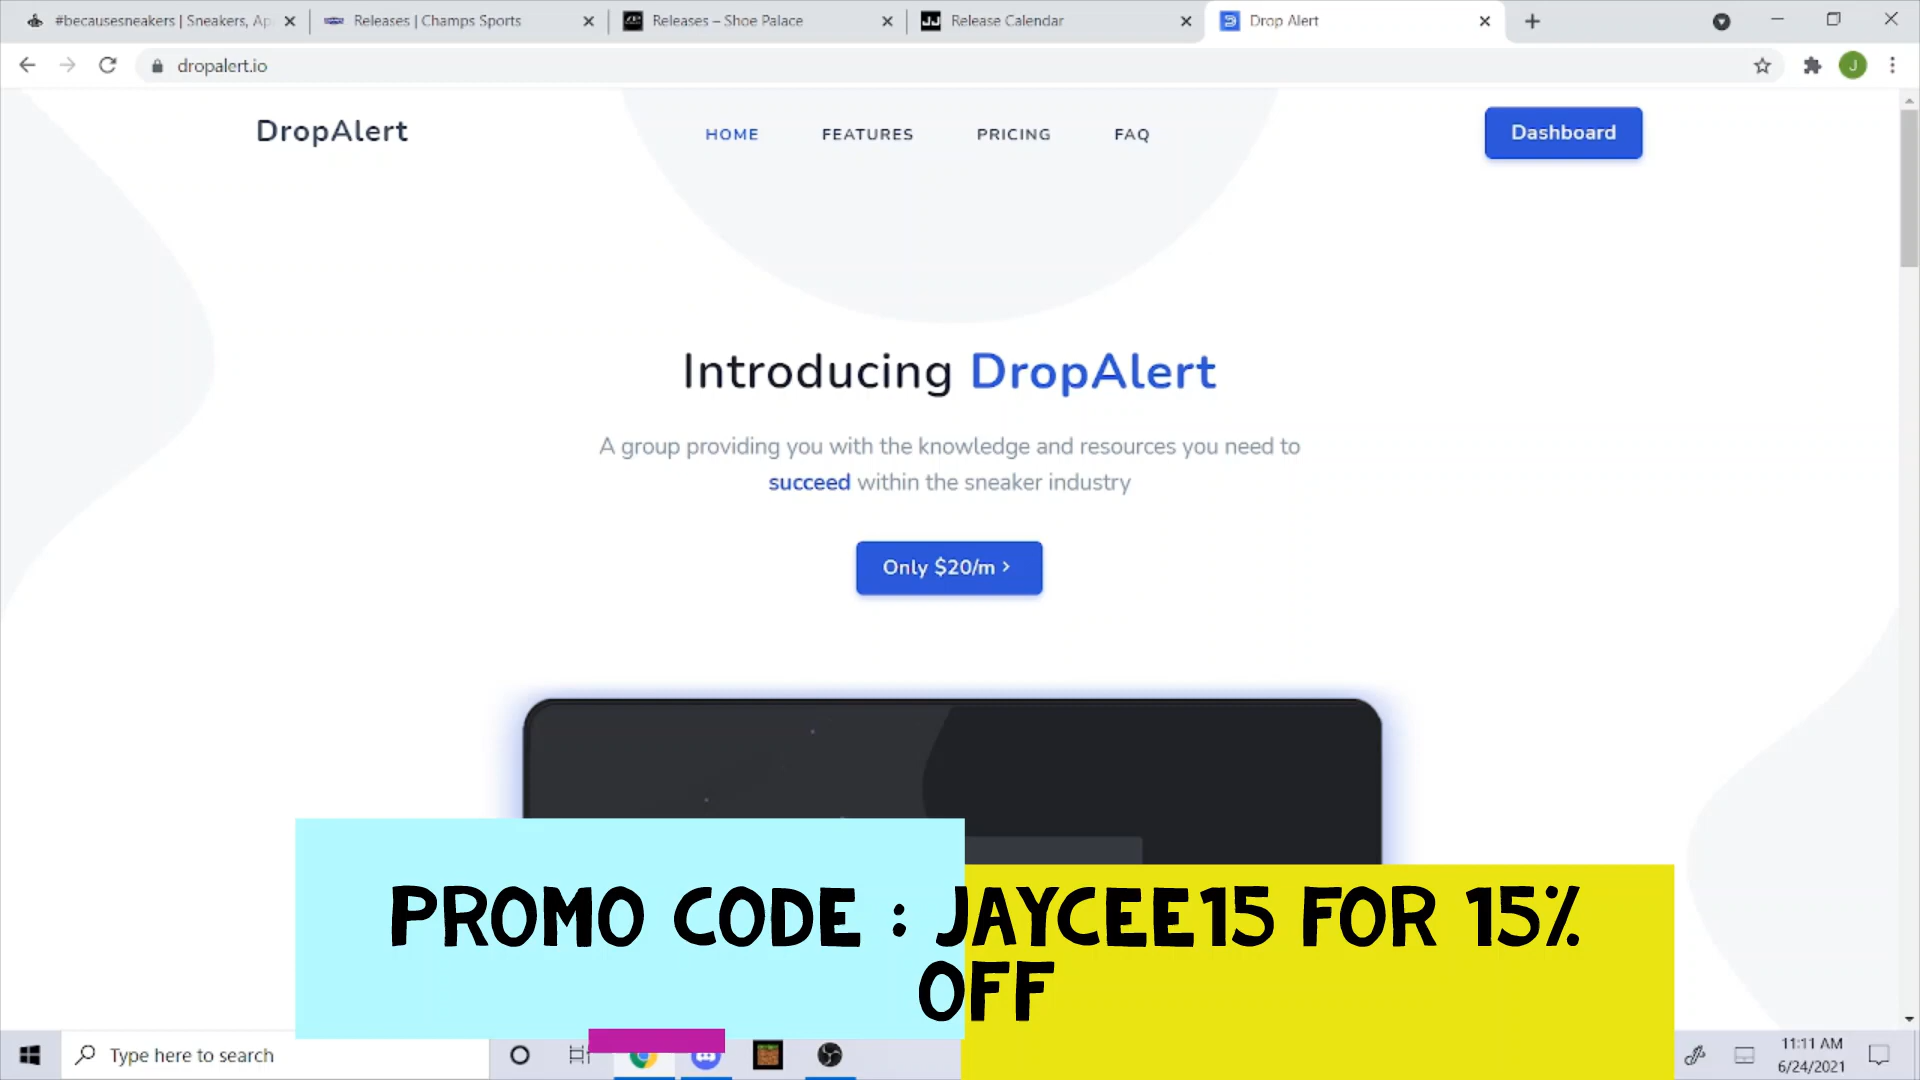 #becausesneakers | Sneakers, Ap
Releases | Champs Sports
Releases – Shoe Palace
Release Calendar
Drop Alert
dropalert.io
J
DropAlert
HOME
FEATURES
PRICING
FAQ
Dashboard
Introducing DropAlert
A group providing you with the knowledge and resources you need to
succeed within the sneaker industry
Only $20/m >
PROMO CODE : JAYCEE15 FOR 15%
OFF
Type here to search
11:11 AM
6/24/2021